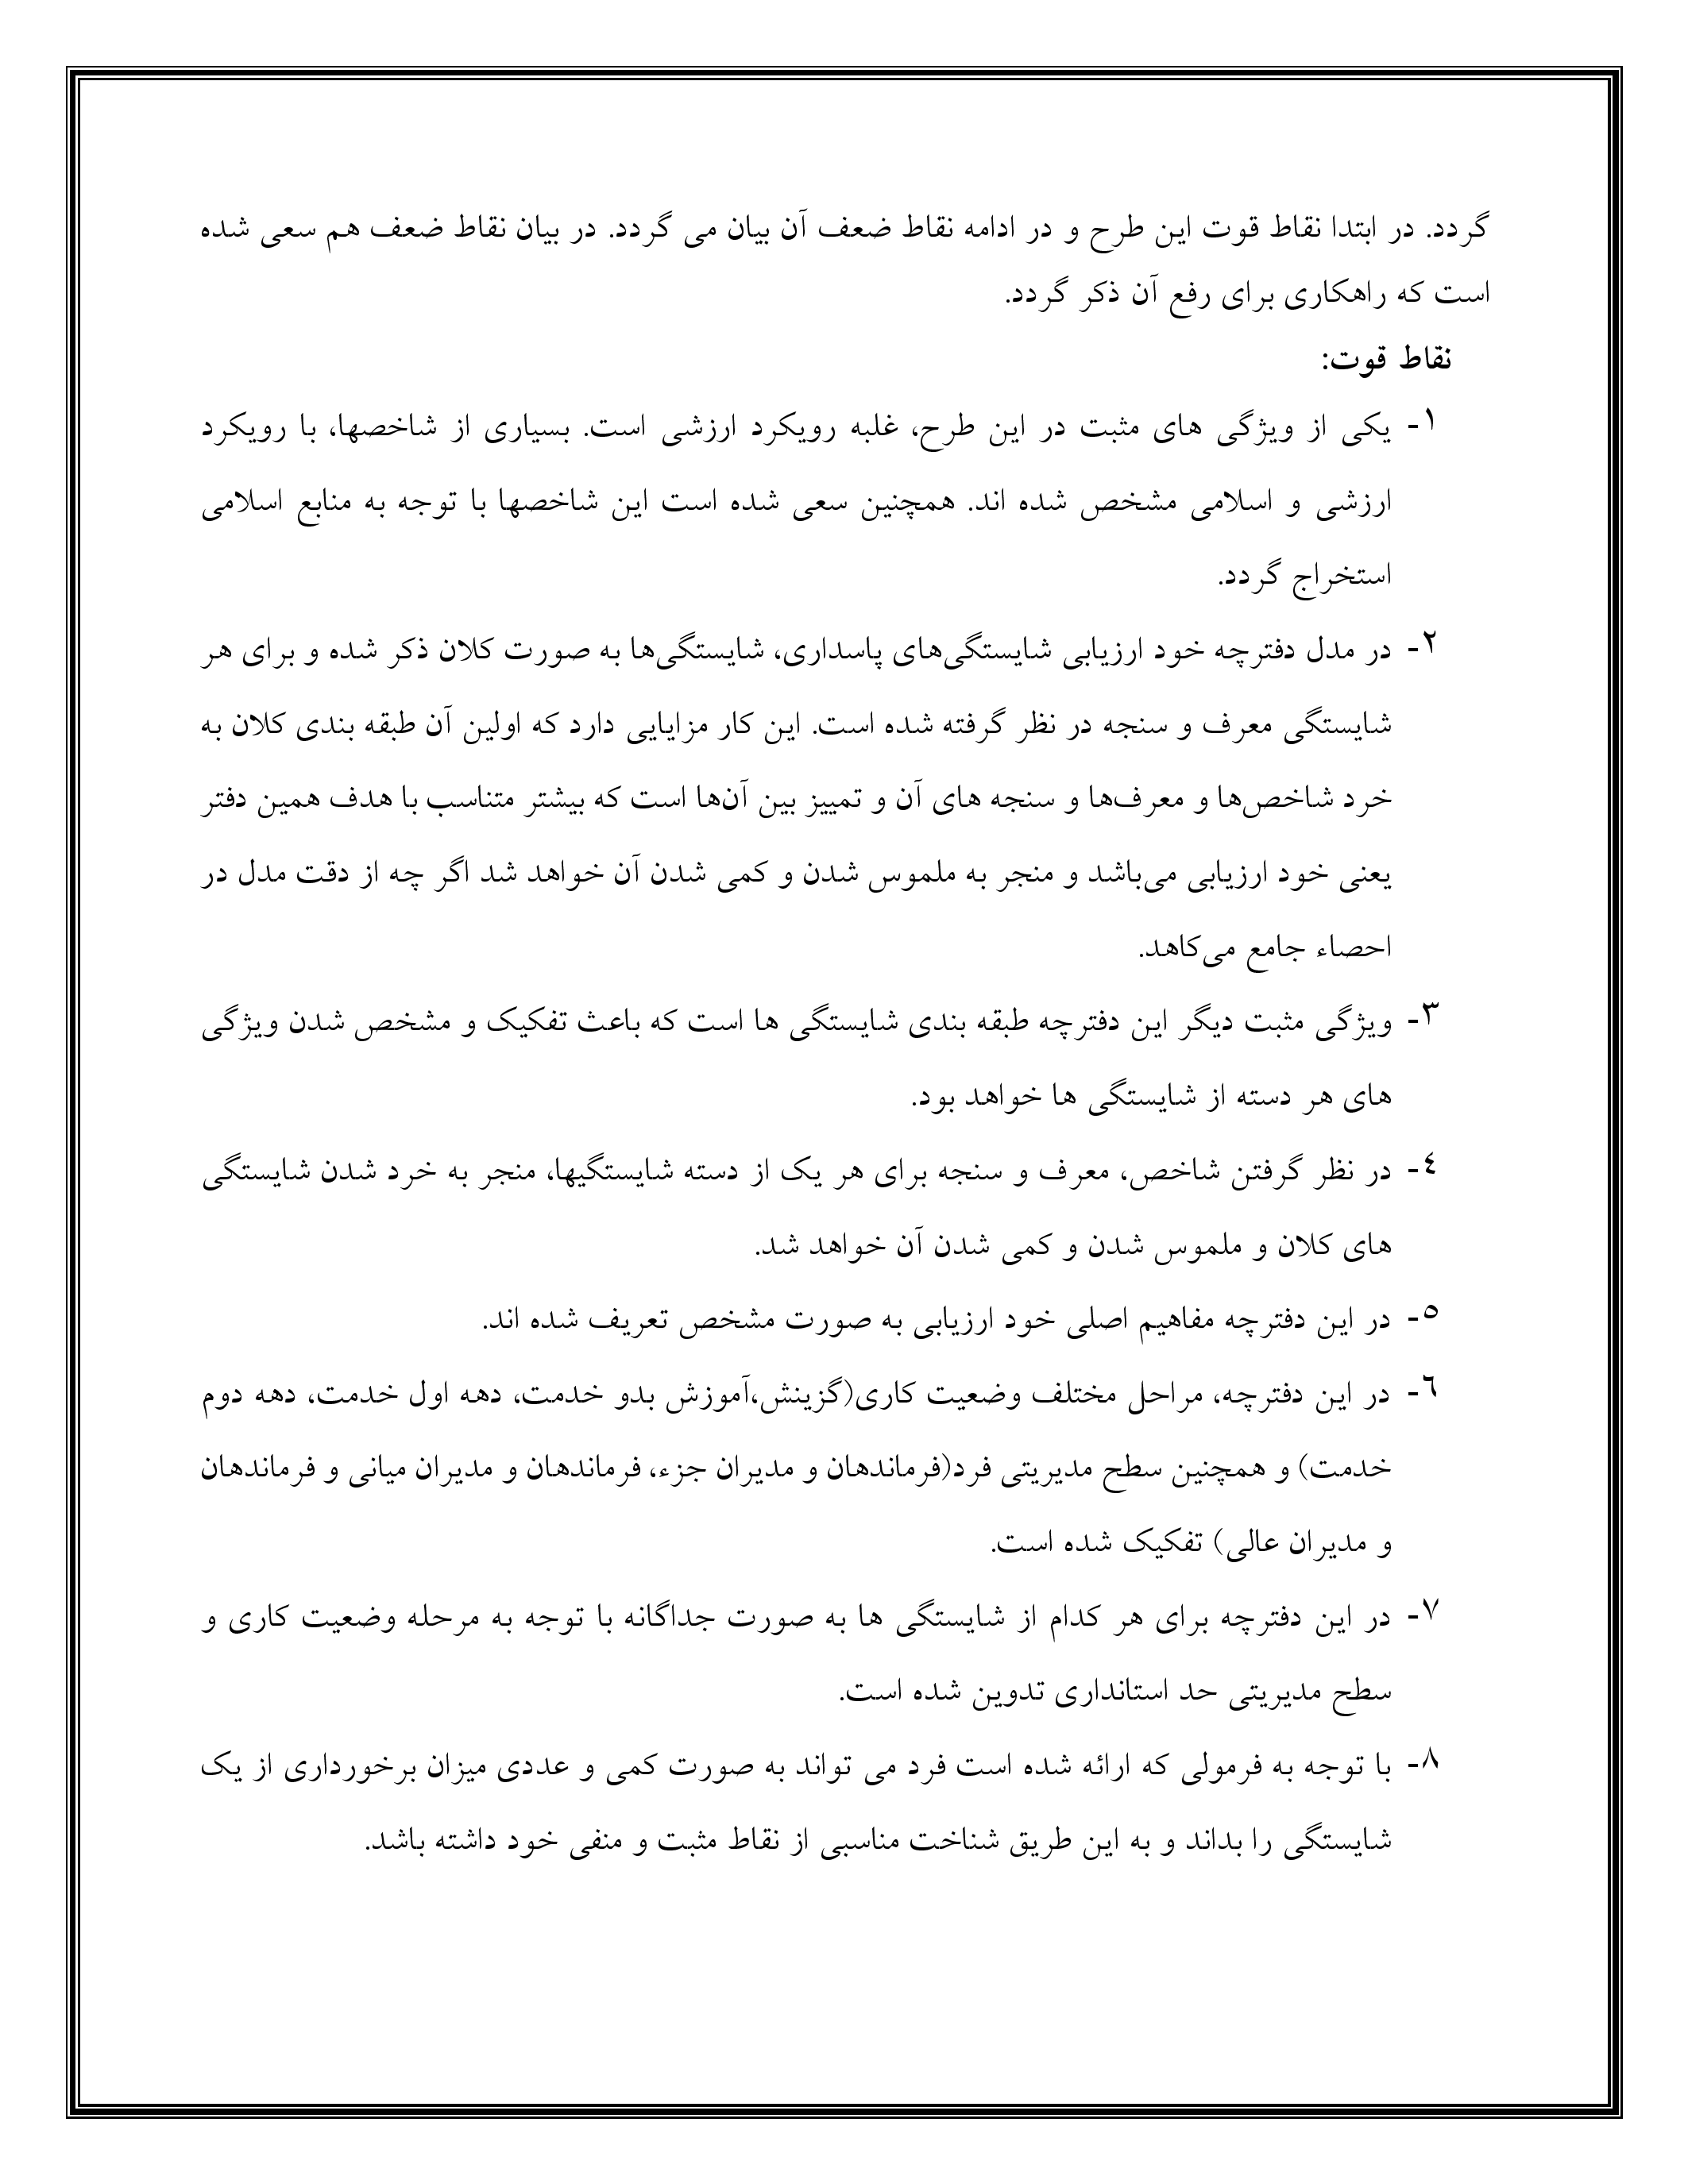 گردد. در ابتدا نقاط قوت این طرح و در ادامه نقاط ضعف آن بیان می گردد. در بیان نقاط ضعف هم سعی شده
است که راهکاری برای رفع آن ذکر گردد.
نقاط قوت:
۱- یکی از ویژگی های مثبت در این طرح، غلبه رویکرد ارزشی است. بسیاری از شاخصها، با رویکرد
ارزشی و اسلامی مشخص شده اند. همچنین سعی شده است این شاخصها با توجه به منابع اسلامی
استخراج گردد.
۲- در مدل دفترچه خود ارزیابی شایستگی‌های پاسداری، شایستگی‌ها به صورت کلان ذکر شده و برای هر
شایستگی معرف و سنجه در نظر گرفته شده است. این کار مزایایی دارد که اولین آن طبقه بندی کلان به
خرد شاخص‌ها و معرف‌ها و سنجه های آن و تمییز بین آن‌ها است که بیشتر متناسب با هدف همین دفتر
یعنی خود ارزیابی می‌باشد و منجر به ملموس شدن و کمی شدن آن خواهد شد اگر چه از دقت مدل در
احصاء جامع می‌کاهد.
۳- ویژگی مثبت دیگر این دفترچه طبقه بندی شایستگی ها است که باعث تفکیک و مشخص شدن ویژگی
های هر دسته از شایستگی ها خواهد بود.
٤- در نظر گرفتن شاخص، معرف و سنجه برای هر یک از دسته شایستگیها، منجر به خرد شدن شایستگی
های کلان و ملموس شدن و کمی شدن آن خواهد شد.
٥- در این دفترچه مفاهیم اصلی خود ارزیابی به صورت مشخص تعریف شده اند.
٦- در این دفترچه، مراحل مختلف وضعیت کاری(گزینش،آموزش بدو خدمت، دهه اول خدمت، دهه دوم
خدمت) و همچنین سطح مدیریتی فرد(فرماندهان و مدیران جزء، فرماندهان و مدیران میانی و فرماندهان
و مدیران عالی) تفکیک شده است.
۷- در این دفترچه برای هر کدام از شایستگی ها به صورت جداگانه با توجه به مرحله وضعیت کاری و
سطح مدیریتی حد استانداری تدوین شده است.
۸- با توجه به فرمولی که ارائه شده است فرد می تواند به صورت کمی و عددی میزان برخورداری از یک
شایستگی را بداند و به این طریق شناخت مناسبی از نقاط مثبت و منفی خود داشته باشد.